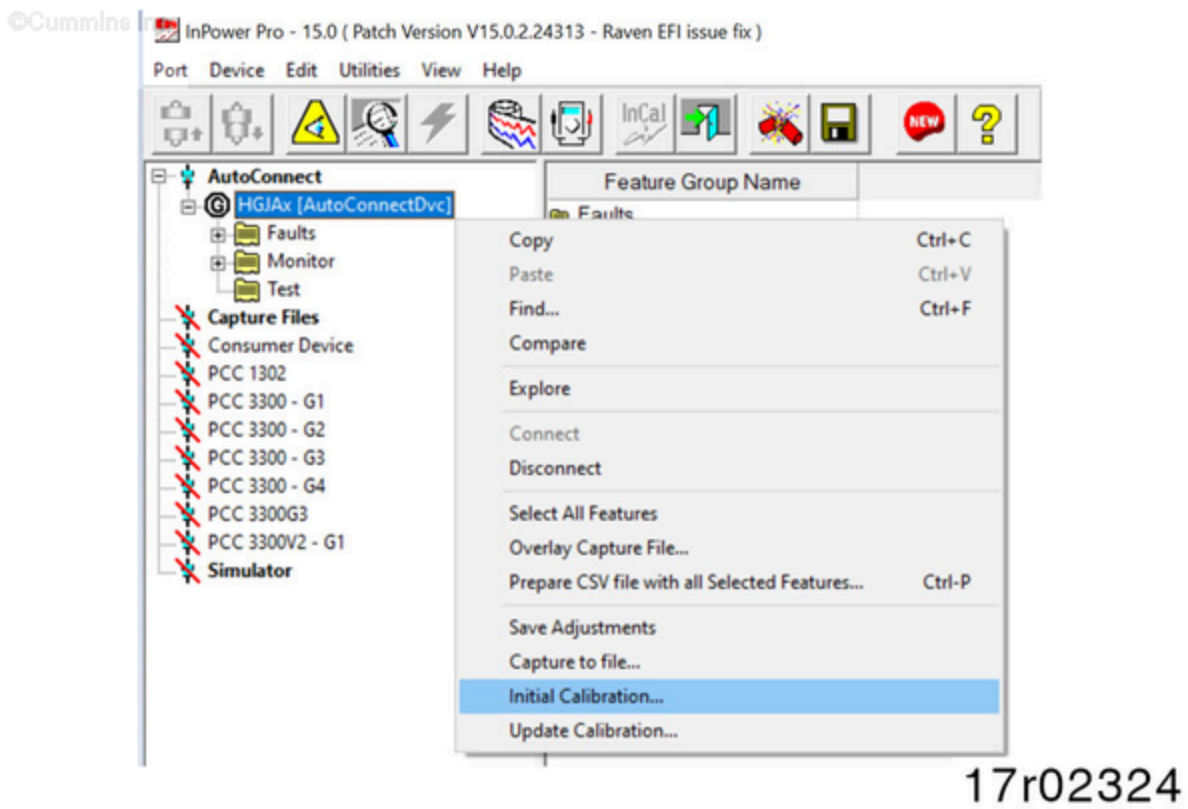 ©Cummins In
InPower Pro - 15.0 ( Patch Version V15.0.2.24313 - Raven EFI issue fix )
Port Device Edit Utilities View Help
InCal
NEW
?
AutoConnect
Feature Group Name
G HGJAx [AutoConnectDvc]
Faults
Faults
Monitor
Test
Capture Files
Consumer Device
PCC 1302
PCC 3300 - G1
PCC 3300 - G2
PCC 3300 - G3
PCC 3300 - G4
PCC 3300G3
PCC 3300V2 - G1
Simulator
Copy Ctrl+C
Paste Ctrl+V
Find... Ctrl+F
Compare
Explore
Connect
Disconnect
Select All Features
Overlay Capture File...
Prepare CSV file with all Selected Features... Ctrl-P
Save Adjustments
Capture to file...
Initial Calibration...
Update Calibration...
17r02324